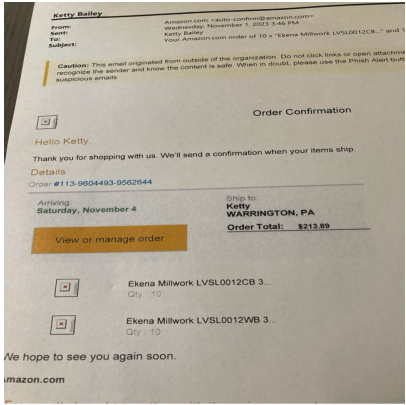 Ketty Bailey
From: Amazon.com <auto-confirm@amazon.com>
Sent: Wednesday, November 1, 2023 3:46 PM
To: Ketty Bailey
Subject: Your Amazon.com order of 10 x "Ekena Millwork LVSL0012CB..." and 1
Caution: This email originated from outside of the organization. Do not click links or open attachme
recognize the sender and know the content is safe. When in doubt, please use the Phish Alert butt
suspicious emails
Order Confirmation
Hello Ketty
Thank you for shopping with us. We'll send a confirmation when your items ship.
Details
Order #113-9604493-9562644
Arriving:
Saturday, November 4
Ship to:
Ketty
WARRINGTON, PA
Order Total: $213.89
View or manage order
Ekena Millwork LVSL0012CB 3...
Qty : 10
Ekena Millwork LVSL0012WB 3...
Qty : 10
We hope to see you again soon.
Amazon.com